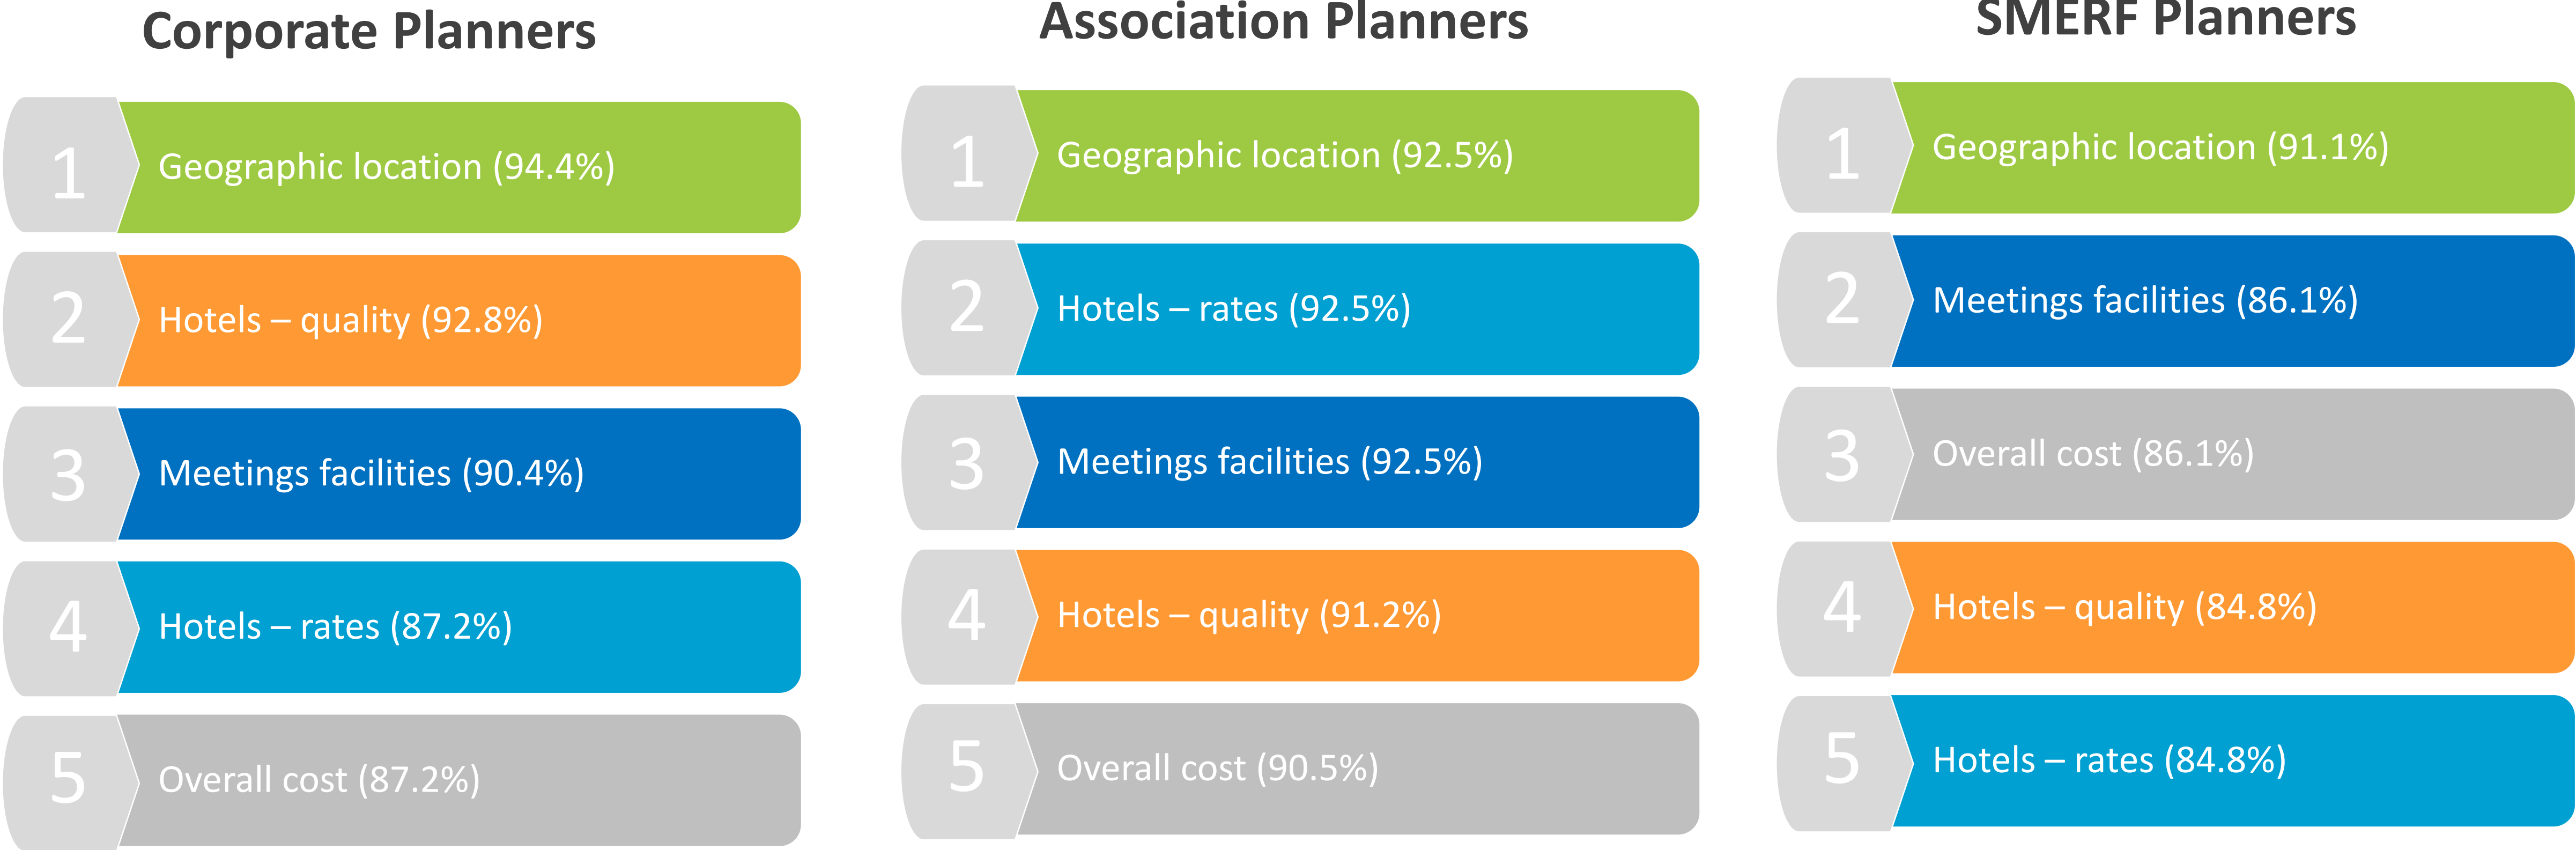 Corporate Planners
1
Geographic location (94.4%)
2
Hotels – quality (92.8%)
3
Meetings facilities (90.4%)
4
Hotels – rates (87.2%)
5
Overall cost (87.2%)
Association Planners
1
Geographic location (92.5%)
2
Hotels – rates (92.5%)
3
Meetings facilities (92.5%)
4
Hotels – quality (91.2%)
5
Overall cost (90.5%)
SMERF Planners
1
Geographic location (91.1%)
2
Meetings facilities (86.1%)
3
Overall cost (86.1%)
4
Hotels – quality (84.8%)
5
Hotels – rates (84.8%)